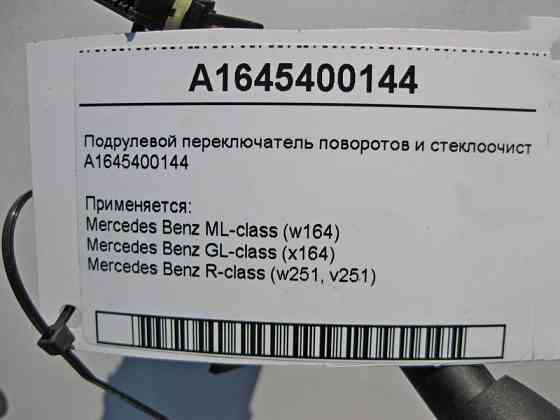 A1645400144
Подрулевой переключатель поворотов и стеклоочист
A1645400144
Применяется:
Mercedes Benz ML-class (w164)
Mercedes Benz GL-class (x164)
Mercedes Benz R-class (w251, v251)